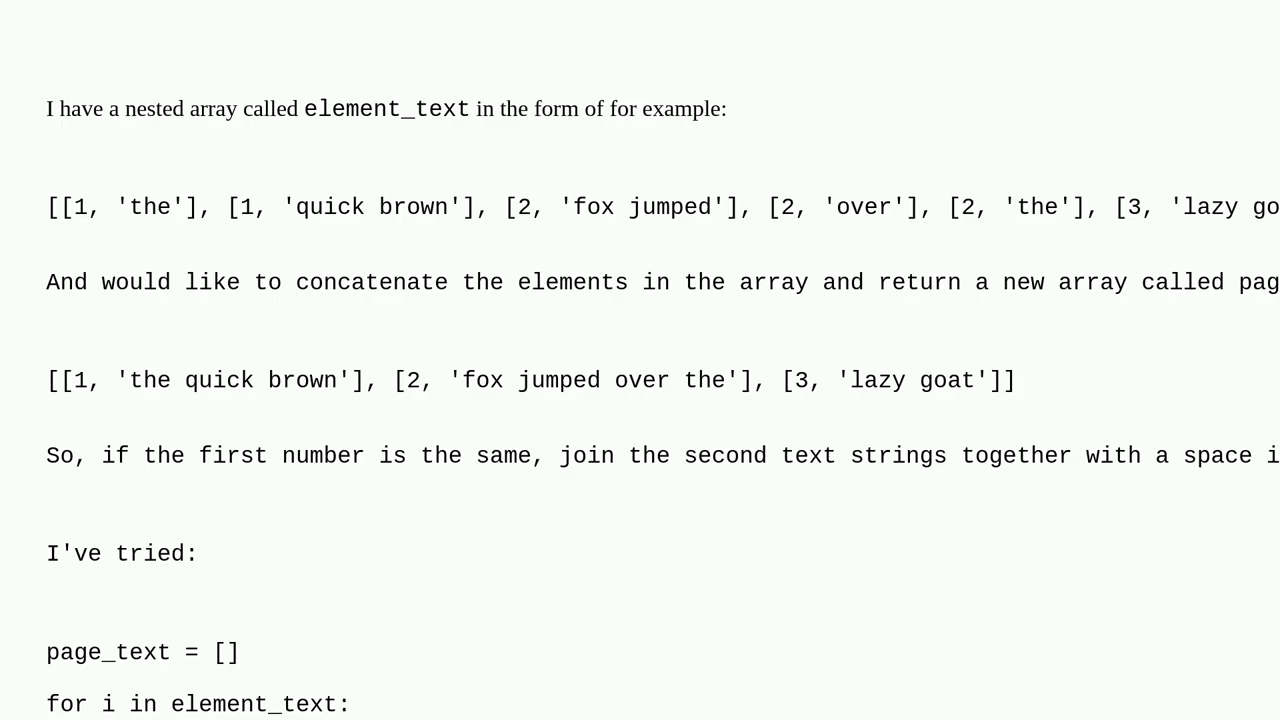 I have a nested array called element_text in the form of for example:
[[1, 'the'], [1, 'quick brown'], [2, 'fox jumped'], [2, 'over'], [2, 'the'], [3, 'lazy go
And would like to concatenate the elements in the array and return a new array called pag
[[1, 'the quick brown'], [2, 'fox jumped over the'], [3, 'lazy goat']]
So, if the first number is the same, join the second text strings together with a space i
I've tried:
page_text = []
for i in element_text: